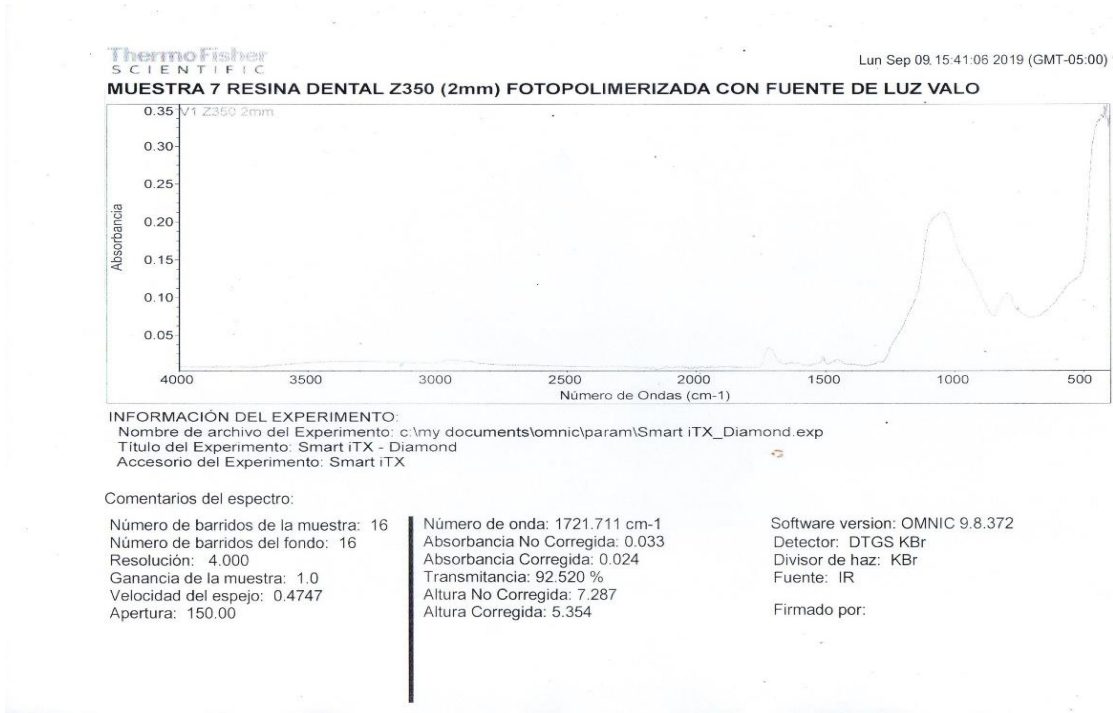 ThermoFisher
SCIENTIFIC
Lun Sep 09 15:41:06 2019 (GMT-05:00)
MUESTRA 7 RESINA DENTAL Z350 (2mm) FOTOPOLIMERIZADA CON FUENTE DE LUZ VALO
V1 Z350 2mm
0.35
0.30
0.25
0.20
0.15
0.10
0.05
Absorbancia
4000 3500 3000 2500 2000 1500 1000 500
Número de Ondas (cm-1)
INFORMACIÓN DEL EXPERIMENTO:
Nombre de archivo del Experimento: c:\my documents\omnic\param\Smart iTX_Diamond.exp
Título del Experimento: Smart iTX - Diamond
Accesorio del Experimento: Smart iTX
Comentarios del espectro:
Número de barridos de la muestra: 16
Número de barridos del fondo: 16
Resolución: 4.000
Ganancia de la muestra: 1.0
Velocidad del espejo: 0.4747
Apertura: 150.00
Número de onda: 1721.711 cm-1
Absorbancia No Corregida: 0.033
Absorbancia Corregida: 0.024
Transmitancia: 92.520 %
Altura No Corregida: 7.287
Altura Corregida: 5.354
Software version: OMNIC 9.8.372
Detector: DTGS KBr
Divisor de haz: KBr
Fuente: IR
Firmado por: